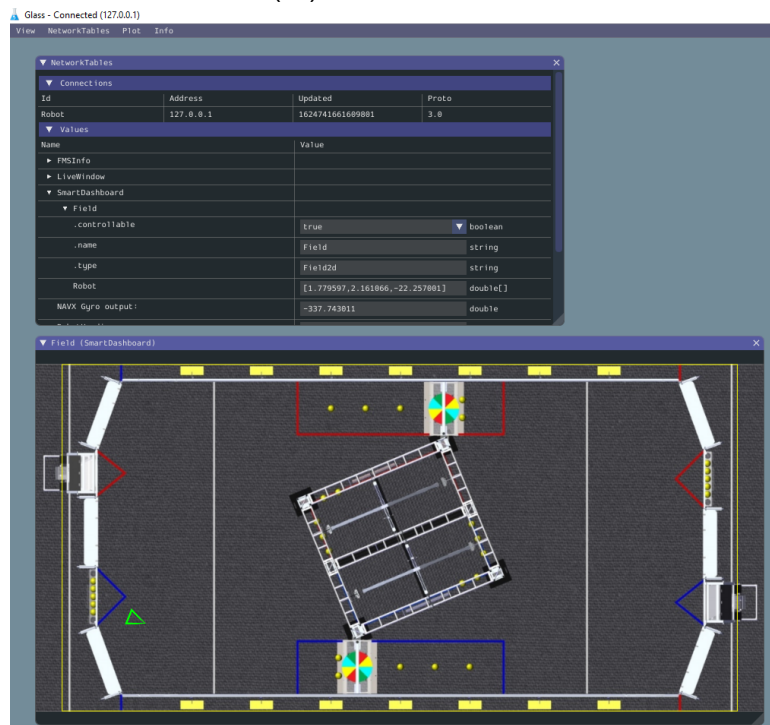 Glass - Connected (127.0.0.1)
View NetworkTables Plot Info
NetworkTables
Connections
Id Address Updated Proto
Robot 127.0.0.1 1624741661609801 3.0
Values
Name Value
FMSInfo
LiveWindow
SmartDashboard
Field
.controllable true boolean
.name Field string
.type Field2d string
Robot [1.779597,2.161066,-22.257001] double[]
NAVX Gyro output: -337.743011 double
Field (SmartDashboard)